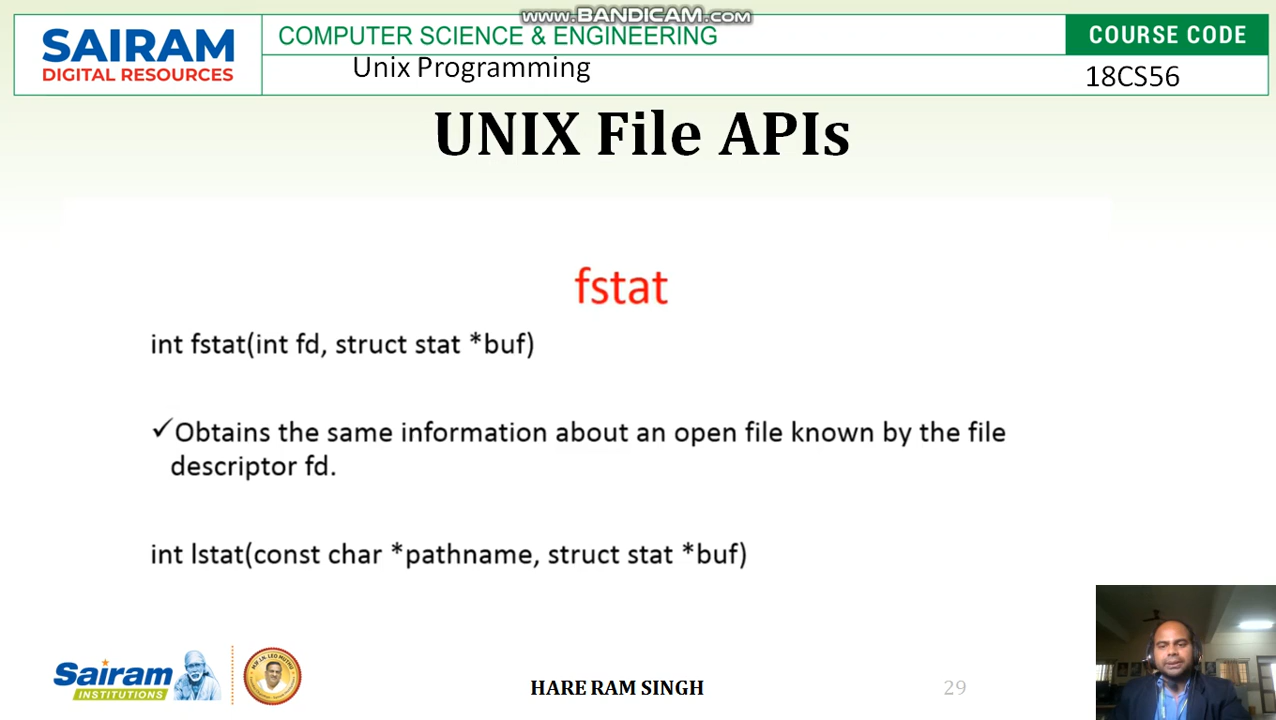 www.BANDICAM.com
SAIRAM
DIGITAL RESOURCES
COMPUTER SCIENCE & ENGINEERING
COURSE CODE
Unix Programming
18CS56
UNIX File APIs
fstat
int fstat(int fd, struct stat *buf)
✓Obtains the same information about an open file known by the file
descriptor fd.
int lstat(const char *pathname, struct stat *buf)
Sairam
INSTITUTIONS
HARE RAM SINGH
29